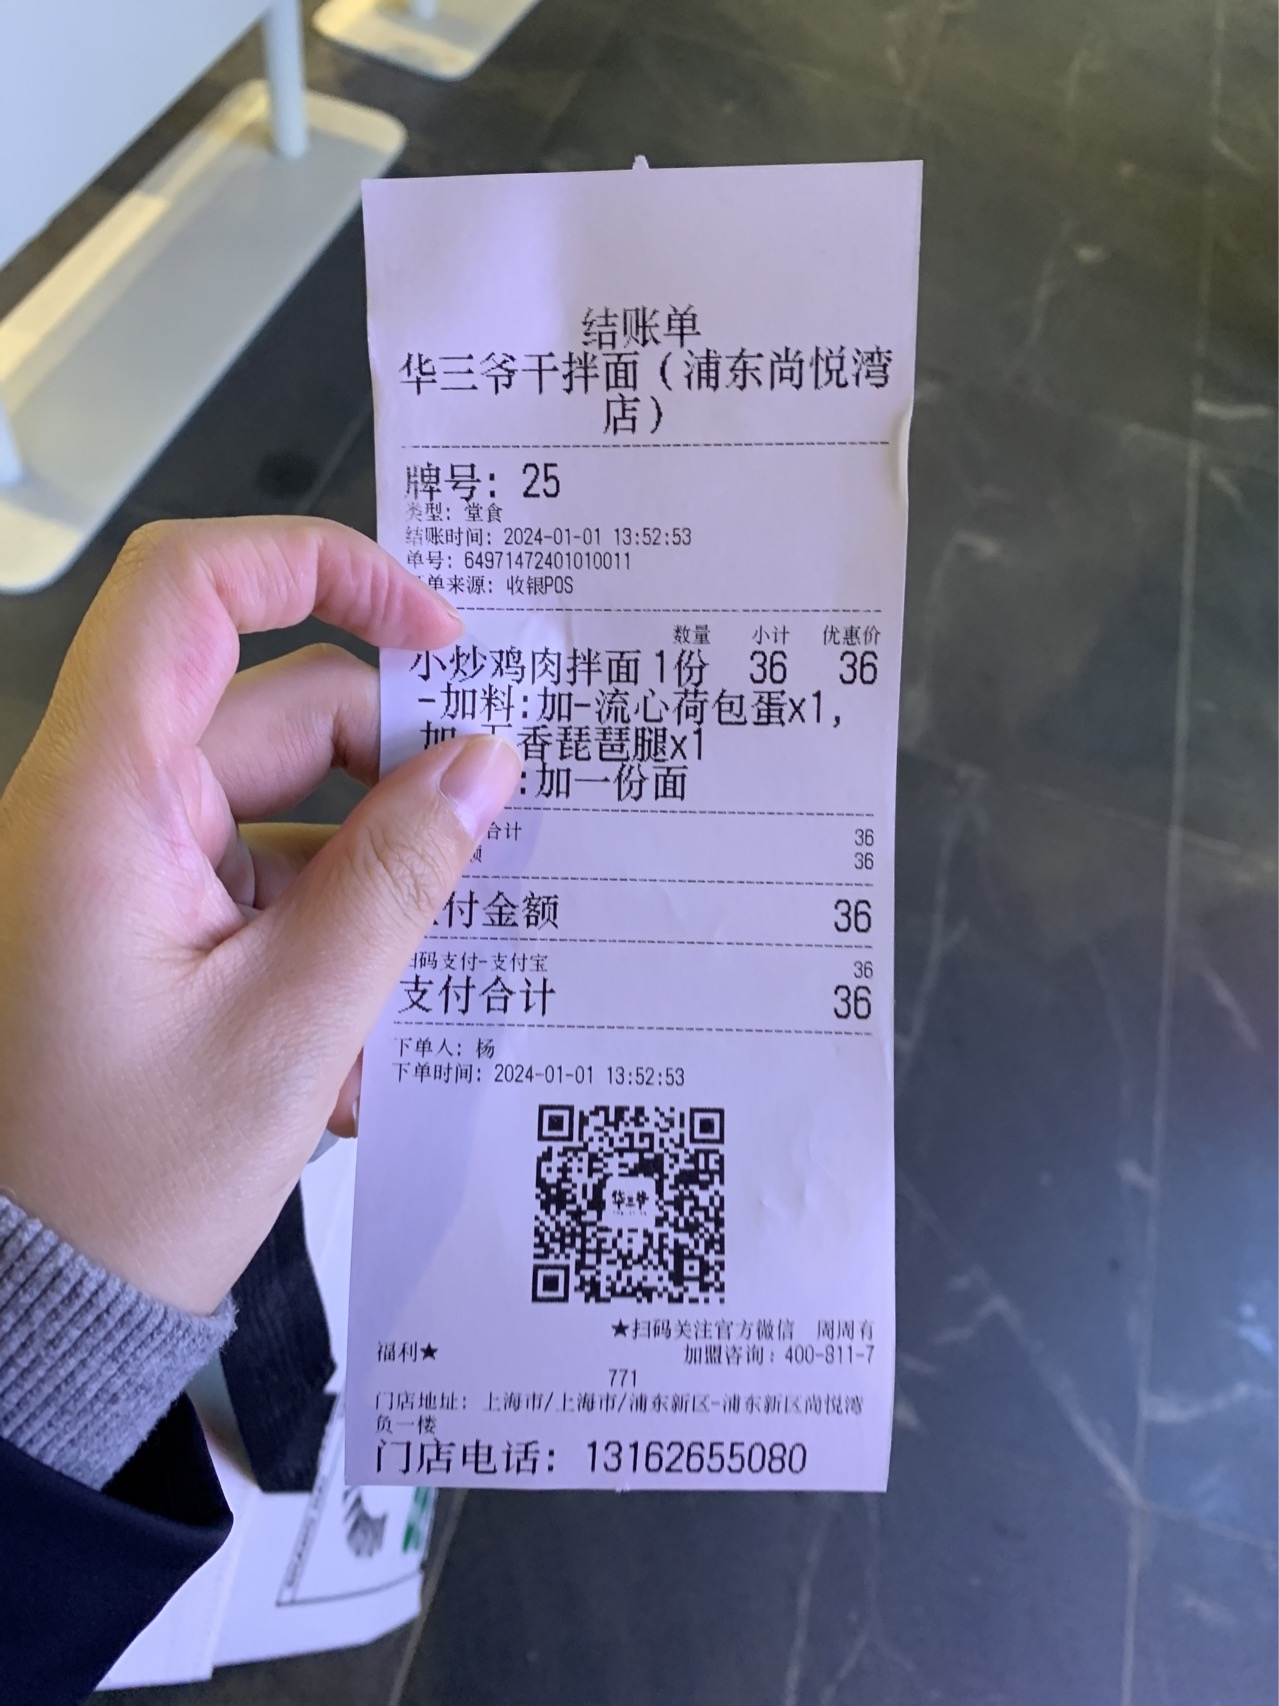 结账单
华三爷干拌面（浦东尚悦湾
店）
牌号: 25
类型: 堂食
结账时间: 2024-01-01 13:52:53
单号: 64971472401010011
单来源: 收银POS
数量 小计 优惠价
小炒鸡肉拌面 1份 36 36
-加料:加-流心荷包蛋x1,
加 香琵琶腿x1
:加一份面
合计 36
36
付金额 36
码支付-支付宝 36
支付合计 36
下单人: 杨
下单时间: 2024-01-01 13:52:53
华三爷
★扫码关注官方微信 周周有
福利★ 加盟咨询: 400-811-7
771
门店地址: 上海市/上海市/浦东新区-浦东新区尚悦湾
负一楼
门店电话: 13162655080